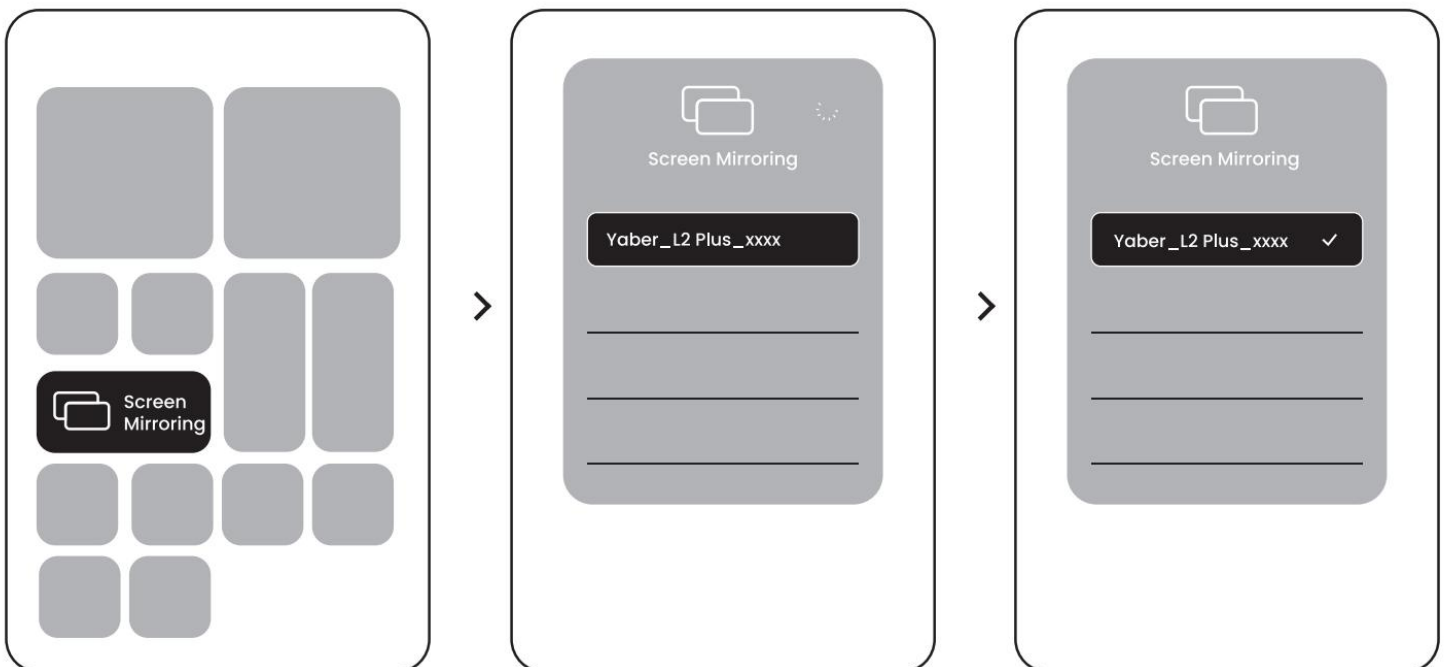 Screen
Mirroring
Screen Mirroring
Yaber_L2 Plus_xxxx
Screen Mirroring
Yaber_L2 Plus_xxxx